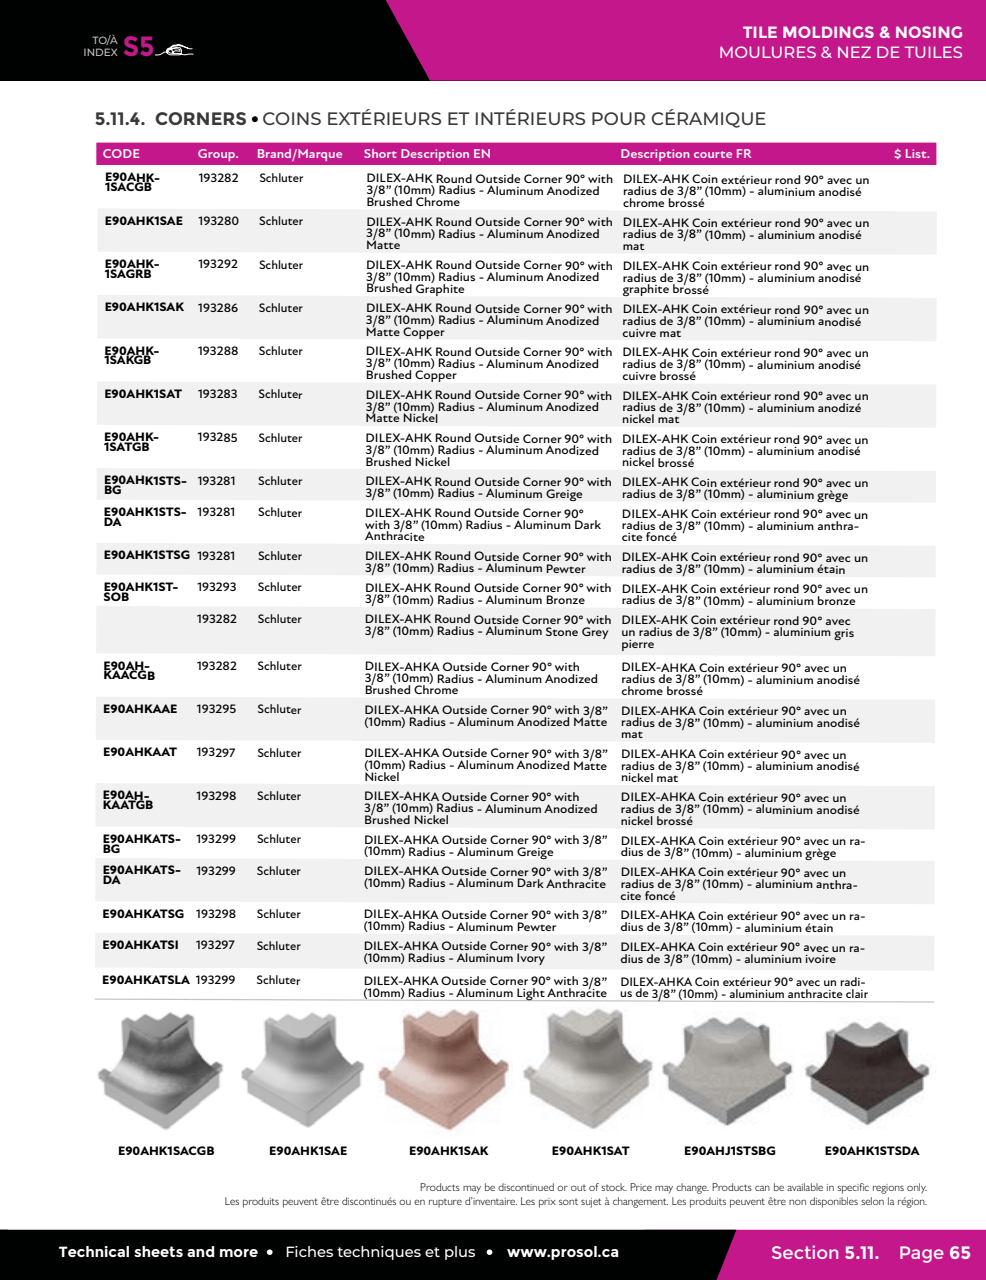 TO/À
INDEX S5
TILE MOLDINGS & NOSING
MOULURES & NEZ DE TUILES
5.11.4. CORNERS • COINS EXTÉRIEURS ET INTÉRIEURS POUR CÉRAMIQUE
CODE Group. Brand/Marque Short Description EN Description courte FR $ List.
E90AHK-
1SACGB 193282 Schluter DILEX-AHK Round Outside Corner 90° with DILEX-AHK Coin extérieur rond 90° avec un
3/8” (10mm) Radius - Aluminum Anodized radius de 3/8” (10mm) - aluminium anodisé
Brushed Chrome chrome brossé
E90AHK1SAE 193280 Schluter DILEX-AHK Round Outside Corner 90° with DILEX-AHK Coin extérieur rond 90° avec un
3/8” (10mm) Radius - Aluminum Anodized radius de 3/8” (10mm) - aluminium anodisé
Matte mat
E90AHK-
1SAGRB 193292 Schluter DILEX-AHK Round Outside Corner 90° with DILEX-AHK Coin extérieur rond 90° avec un
3/8” (10mm) Radius - Aluminum Anodized radius de 3/8” (10mm) - aluminium anodisé
Brushed Graphite graphite brossé
E90AHK1SAK 193286 Schluter DILEX-AHK Round Outside Corner 90° with DILEX-AHK Coin extérieur rond 90° avec un
3/8” (10mm) Radius - Aluminum Anodized radius de 3/8” (10mm) - aluminium anodisé
Matte Copper cuivre mat
E90AHK-
1SAKGB 193288 Schluter DILEX-AHK Round Outside Corner 90° with DILEX-AHK Coin extérieur rond 90° avec un
3/8” (10mm) Radius - Aluminum Anodized radius de 3/8” (10mm) - aluminium anodisé
Brushed Copper cuivre brossé
E90AHK1SAT 193283 Schluter DILEX-AHK Round Outside Corner 90° with DILEX-AHK Coin extérieur rond 90° avec un
3/8” (10mm) Radius - Aluminum Anodized radius de 3/8” (10mm) - aluminium anodizé
Matte Nickel nickel mat
E90AHK-
1SATGB 193285 Schluter DILEX-AHK Round Outside Corner 90° with DILEX-AHK Coin extérieur rond 90° avec un
3/8” (10mm) Radius - Aluminum Anodized radius de 3/8” (10mm) - aluminium anodisé
Brushed Nickel nickel brossé
E90AHK1STS-
BG 193281 Schluter DILEX-AHK Round Outside Corner 90° with DILEX-AHK Coin extérieur rond 90° avec un
3/8” (10mm) Radius - Aluminum Greige radius de 3/8” (10mm) - aluminium grège
E90AHK1STS-
DA 193281 Schluter DILEX-AHK Round Outside Corner 90° DILEX-AHK Coin extérieur rond 90° avec un
with 3/8” (10mm) Radius - Aluminum Dark radius de 3/8” (10mm) - aluminium anthra-
Anthracite cite foncé
E90AHK1STSG 193281 Schluter DILEX-AHK Round Outside Corner 90° with DILEX-AHK Coin extérieur rond 90° avec un
3/8” (10mm) Radius - Aluminum Pewter radius de 3/8” (10mm) - aluminium étain
E90AHK1ST-
SOB 193293 Schluter DILEX-AHK Round Outside Corner 90° with DILEX-AHK Coin extérieur rond 90° avec un
3/8” (10mm) Radius - Aluminum Bronze radius de 3/8” (10mm) - aluminium bronze
193282 Schluter DILEX-AHK Round Outside Corner 90° with DILEX-AHK Coin extérieur rond 90° avec
3/8” (10mm) Radius - Aluminum Stone Grey un radius de 3/8” (10mm) - aluminium gris
pierre
E90AH-
KAACGB 193282 Schluter DILEX-AHKA Outside Corner 90° with DILEX-AHKA Coin extérieur 90° avec un
3/8” (10mm) Radius - Aluminum Anodized radius de 3/8” (10mm) - aluminium anodisé
Brushed Chrome chrome brossé
E90AHKAAE 193295 Schluter DILEX-AHKA Outside Corner 90° with 3/8” DILEX-AHKA Coin extérieur 90° avec un
(10mm) Radius - Aluminum Anodized Matte radius de 3/8” (10mm) - aluminium anodisé
mat
E90AHKAAT 193297 Schluter DILEX-AHKA Outside Corner 90° with 3/8” DILEX-AHKA Coin extérieur 90° avec un
(10mm) Radius - Aluminum Anodized Matte radius de 3/8” (10mm) - aluminium anodisé
Nickel nickel mat
E90AH-
KAATGB 193298 Schluter DILEX-AHKA Outside Corner 90° with DILEX-AHKA Coin extérieur 90° avec un
3/8” (10mm) Radius - Aluminum Anodized radius de 3/8” (10mm) - aluminium anodisé
Brushed Nickel nickel brossé
E90AHKATS-
BG 193299 Schluter DILEX-AHKA Outside Corner 90° with 3/8” DILEX-AHKA Coin extérieur 90° avec un ra-
(10mm) Radius - Aluminum Greige dius de 3/8” (10mm) - aluminium grège
E90AHKATS-
DA 193299 Schluter DILEX-AHKA Outside Corner 90° with 3/8” DILEX-AHKA Coin extérieur 90° avec un
(10mm) Radius - Aluminum Dark Anthracite radius de 3/8” (10mm) - aluminium anthra-
cite foncé
E90AHKATSG 193298 Schluter DILEX-AHKA Outside Corner 90° with 3/8” DILEX-AHKA Coin extérieur 90° avec un ra-
(10mm) Radius - Aluminum Pewter dius de 3/8” (10mm) - aluminium étain
E90AHKATSI 193297 Schluter DILEX-AHKA Outside Corner 90° with 3/8” DILEX-AHKA Coin extérieur 90° avec un ra-
(10mm) Radius - Aluminum Ivory dius de 3/8” (10mm) - aluminium ivoire
E90AHKATSLA 193299 Schluter DILEX-AHKA Outside Corner 90° with 3/8” DILEX-AHKA Coin extérieur 90° avec un radi-
(10mm) Radius - Aluminum Light Anthracite us de 3/8” (10mm) - aluminium anthracite clair
E90AHK1SACGB E90AHK1SAE E90AHK1SAK E90AHK1SAT E90AHJ1STSBG E90AHK1STSDA
Products may be discontinued or out of stock. Price may change. Products can be available in specific regions only.
Les produits peuvent être discontinués ou en rupture d’inventaire. Les prix sont sujet à changement. Les produits peuvent être non disponibles selon la région.
Technical sheets and more • Fiches techniques et plus • www.prosol.ca
Section 5.11. Page 65